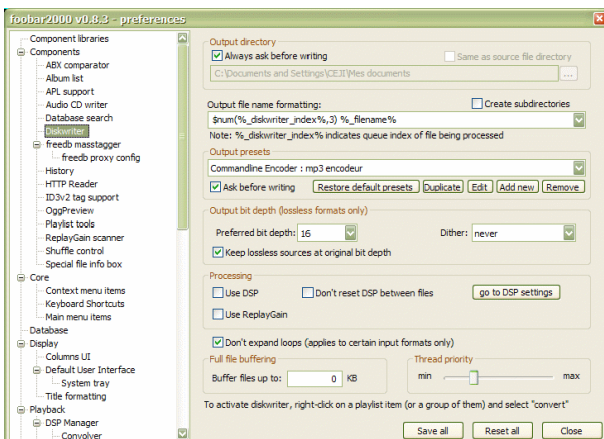 foobar2000 v0.8.3 - preferences
Component libraries
Components
ABX comparator
Album list
APL support
Audio CD writer
Database search
Diskwriter
freedb masstagger
freedb proxy config
History
HTTP Reader
ID3v2 tag support
OggPreview
Playlist tools
ReplayGain scanner
Shuffle control
Special file info box
Core
Context menu items
Keyboard Shortcuts
Main menu items
Database
Display
Columns UI
Default User Interface
System tray
Title formatting
Playback
DSP Manager
Convolver
Output directory
Always ask before writing
Same as source file directory
C:\Documents and Settings\CEJI\Mes documents
...
Output file name formatting:
Create subdirectories
$num(%_diskwriter_index%,3) %_filename%
Note: %_diskwriter_index% indicates queue index of file being processed
Output presets
Commandline Encoder : mp3 encodeur
Ask before writing
Restore default presets
Duplicate
Edit
Add new
Remove
Output bit depth (lossless formats only)
Preferred bit depth: 16
Dither: never
Keep lossless sources at original bit depth
Processing
Use DSP
Don't reset DSP between files
go to DSP settings
Use ReplayGain
Don't expand loops (applies to certain input formats only)
Full file buffering
Buffer files up to: 0 KB
Thread priority
min
max
To activate diskwriter, right-click on a playlist item (or a group of them) and select "convert"
Save all
Reset all
Close